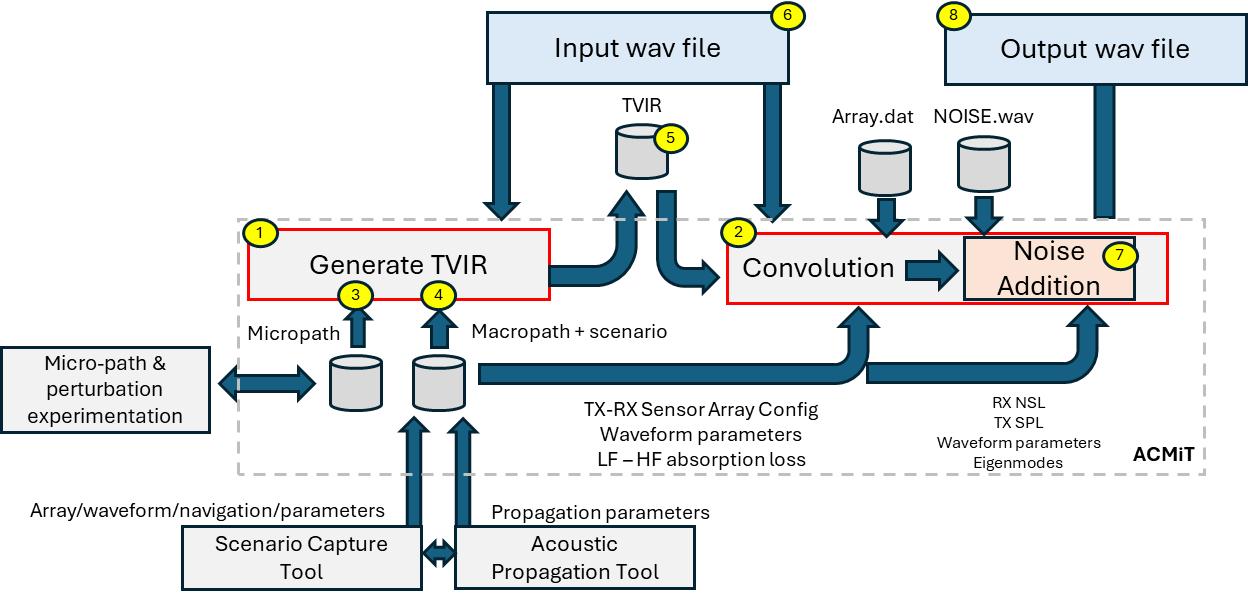 6
8
Input wav file
Output wav file
TVIR
5
Array.dat
NOISE.wav
1
2
Generate TVIR
Convolution
Noise
Addition
7
3
4
Micropath
Macropath + scenario
Micro-path &
perturbation
experimentation
TX-RX Sensor Array Config
Waveform parameters
LF – HF absorption loss
RX NSL
TX SPL
Waveform parameters
Eigenmodes
ACMiT
Array/waveform/navigation/parameters
Propagation parameters
Scenario Capture
Tool
Acoustic
Propagation Tool